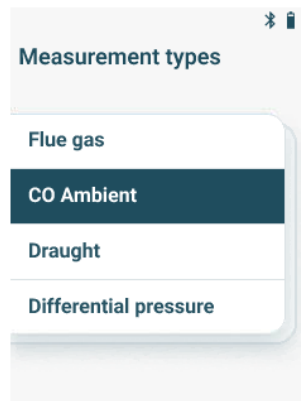 Measurement types
Flue gas
CO Ambient
Draught
Differential pressure